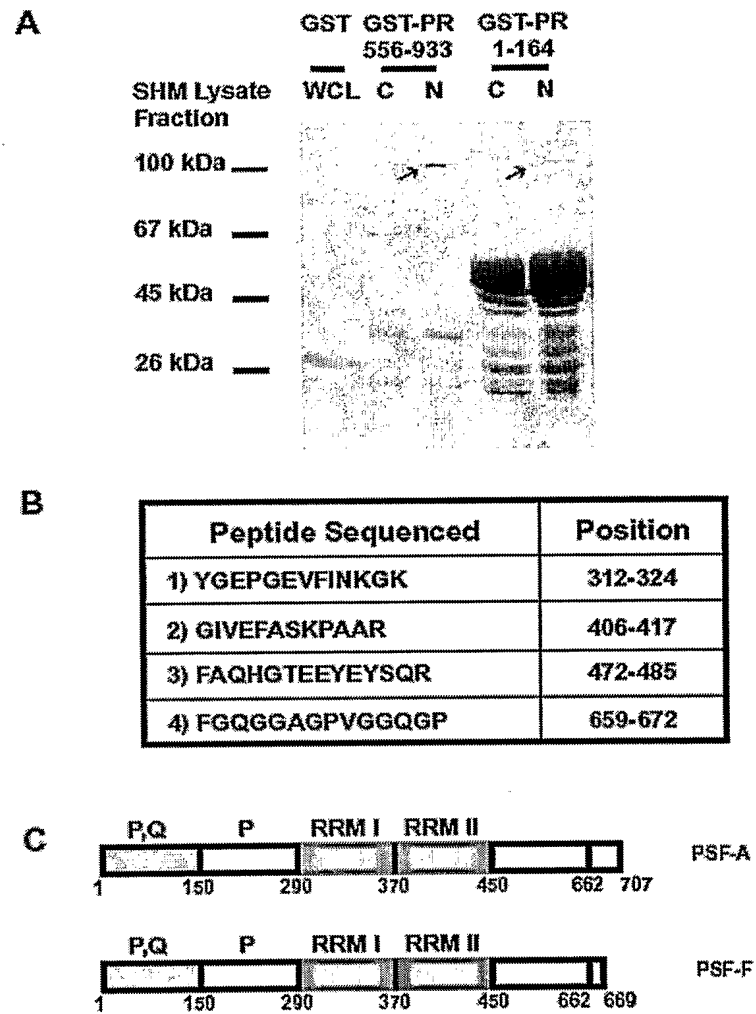 A
GST GST-PR GST-PR
556-933 1-164
SHM Lysate WCL C N C N
Fraction
100 kDa
67 kDa
45 kDa
26 kDa
B
Peptide Sequenced Position
1) YGEPGEVFINKGK 312-324
2) GIVEFASKPAAR 406-417
3) FAQHGTEEYEYSQR 472-485
4) FGQGGAGPVGGQGP 659-672
C
P,Q P RRM I RRM II
PSF-A
1 150 290 370 450 662 707
P,Q P RRM I RRM II
PSF-F
1 150 290 370 450 662 669